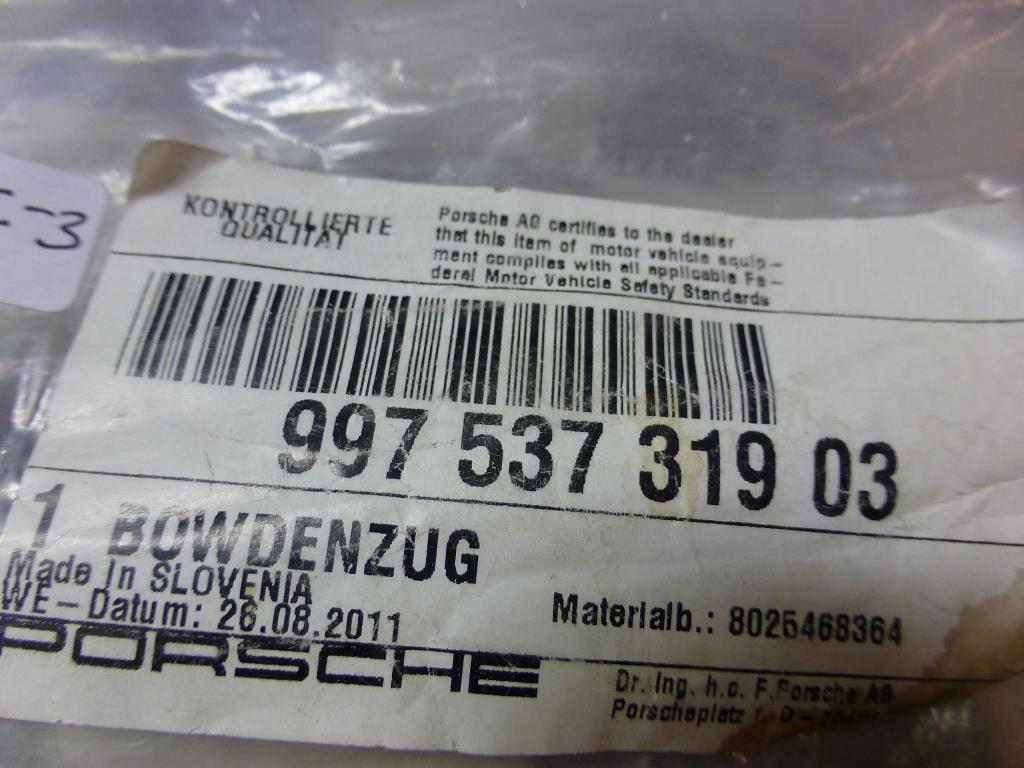 -3
KONTROLLIERTE
QUALITÄT
Porsche AG certifies to the dealer
that this item of motor vehicle equip-
ment complies with all applicable Fe-
deral Motor Vehicle Safety Standards
997 537 319 03
1 BOWDENZUG
Made in SLOVENIA
WE-Datum: 26.08.2011
Materialb.: 8025468364
PORSCHE
Dr. Ing. h.c. F.Porsche AG
Porscheplatz 1, D-